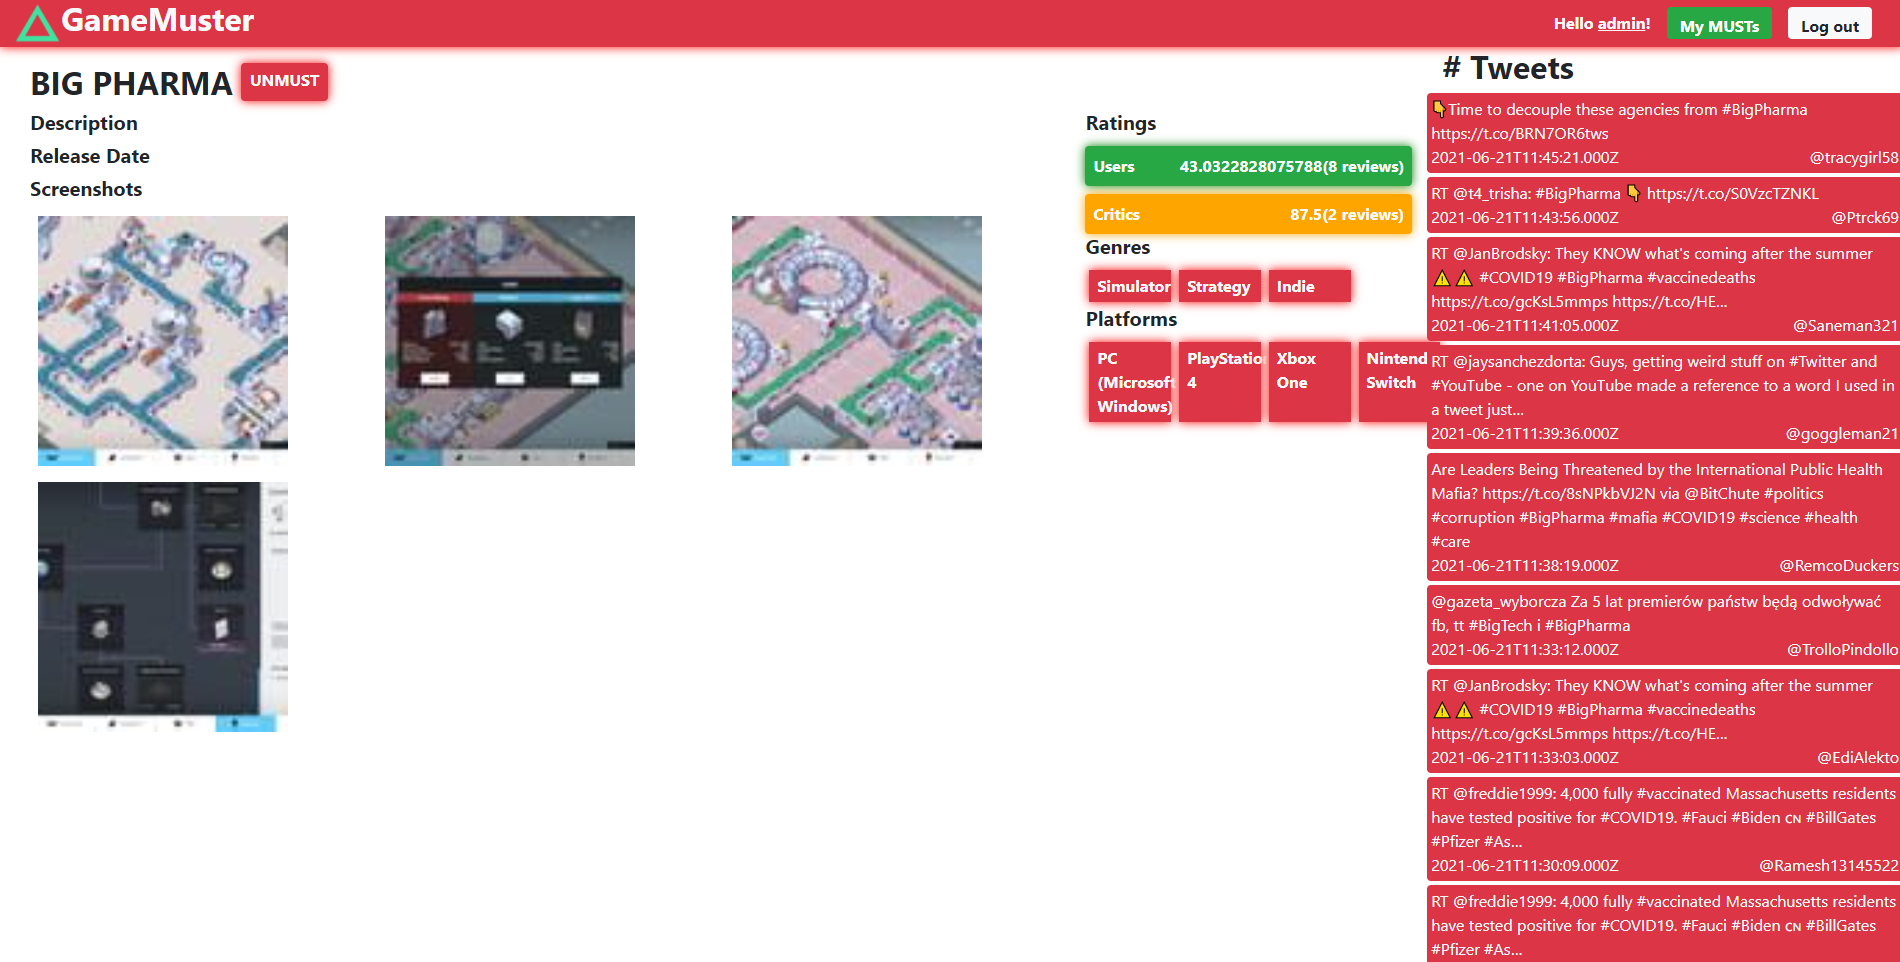 GameMuster
Hello admin!
My MUSTs
Log out
BIG PHARMA
UNMUST
Description
Release Date
Screenshots
Ratings
Users 43.0322828075788(8 reviews)
Critics 87.5(2 reviews)
Genres
Simulator
Strategy
Indie
Platforms
PC
(Microsoft
Windows)
PlayStatio
4
Xbox
One
Nintend
Switch
# Tweets
👇Time to decouple these agencies from #BigPharma
https://t.co/BRN7OR6tws
2021-06-21T11:45:21.000Z @tracygirl58
RT @t4_trisha: #BigPharma 👇 https://t.co/S0VzcTZNKL
2021-06-21T11:43:56.000Z @Ptrck69
RT @JanBrodsky: They KNOW what's coming after the summer
⚠️ ⚠️ #COVID19 #BigPharma #vaccinedeaths
https://t.co/gcKsL5mmps https://t.co/HE…
2021-06-21T11:41:05.000Z @Saneman321
RT @jaysanchezdorta: Guys, getting weird stuff on #Twitter and
#YouTube - one on YouTube made a reference to a word I used in
a tweet just…
2021-06-21T11:39:36.000Z @goggleman21
Are Leaders Being Threatened by the International Public Health
Mafia? https://t.co/8sNPkbVJ2N via @BitChute #politics
#corruption #BigPharma #mafia #COVID19 #science #health
#care
2021-06-21T11:38:19.000Z @RemcoDuckers
@gazeta_wyborcza Za 5 lat premierów państw będą odwoływać
fb, tt #BigTech i #BigPharma
2021-06-21T11:33:12.000Z @TrolloPindollo
RT @JanBrodsky: They KNOW what's coming after the summer
⚠️ ⚠️ #COVID19 #BigPharma #vaccinedeaths
https://t.co/gcKsL5mmps https://t.co/HE…
2021-06-21T11:33:03.000Z @EdiAlekto
RT @freddie1999: 4,000 fully #vaccinated Massachusetts residents
have tested positive for #COVID19. #Fauci #Biden cɴ #BillGates
#Pfizer #As…
2021-06-21T11:30:09.000Z @Ramesh13145522
RT @freddie1999: 4,000 fully #vaccinated Massachusetts residents
have tested positive for #COVID19. #Fauci #Biden cɴ #BillGates
#Pfizer #As…